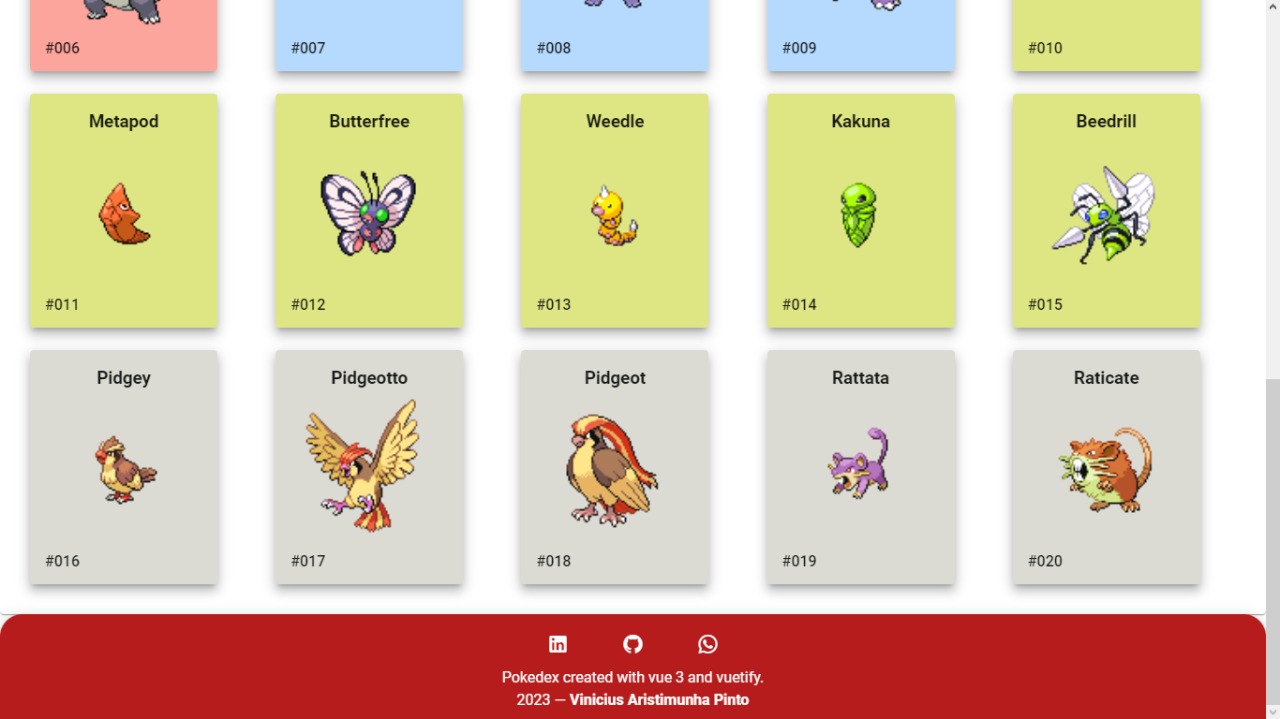 #006
#007
#008
#009
#010
Metapod
Butterfree
Weedle
Kakuna
Beedrill
#011
#012
#013
#014
#015
Pidgey
Pidgeotto
Pidgeot
Rattata
Raticate
#016
#017
#018
#019
#020
in
Pokedex created with vue 3 and vuetify.
2023 — Vinicius Aristimunha Pinto